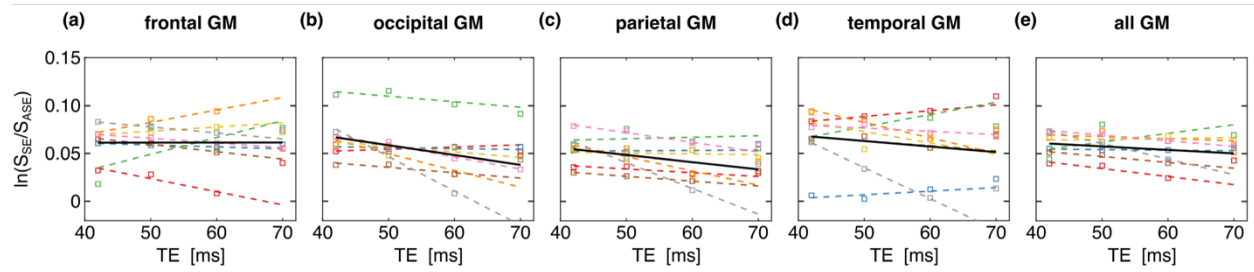 (a) frontal GM (b) occipital GM (c) parietal GM (d) temporal GM (e) all GM
ln(S_SE/S_ASE)
0.15
0.10
0.05
0
40 50 60 70 40 50 60 70 40 50 60 70 40 50 60 70 40 50 60 70
TE [ms] TE [ms] TE [ms] TE [ms] TE [ms]